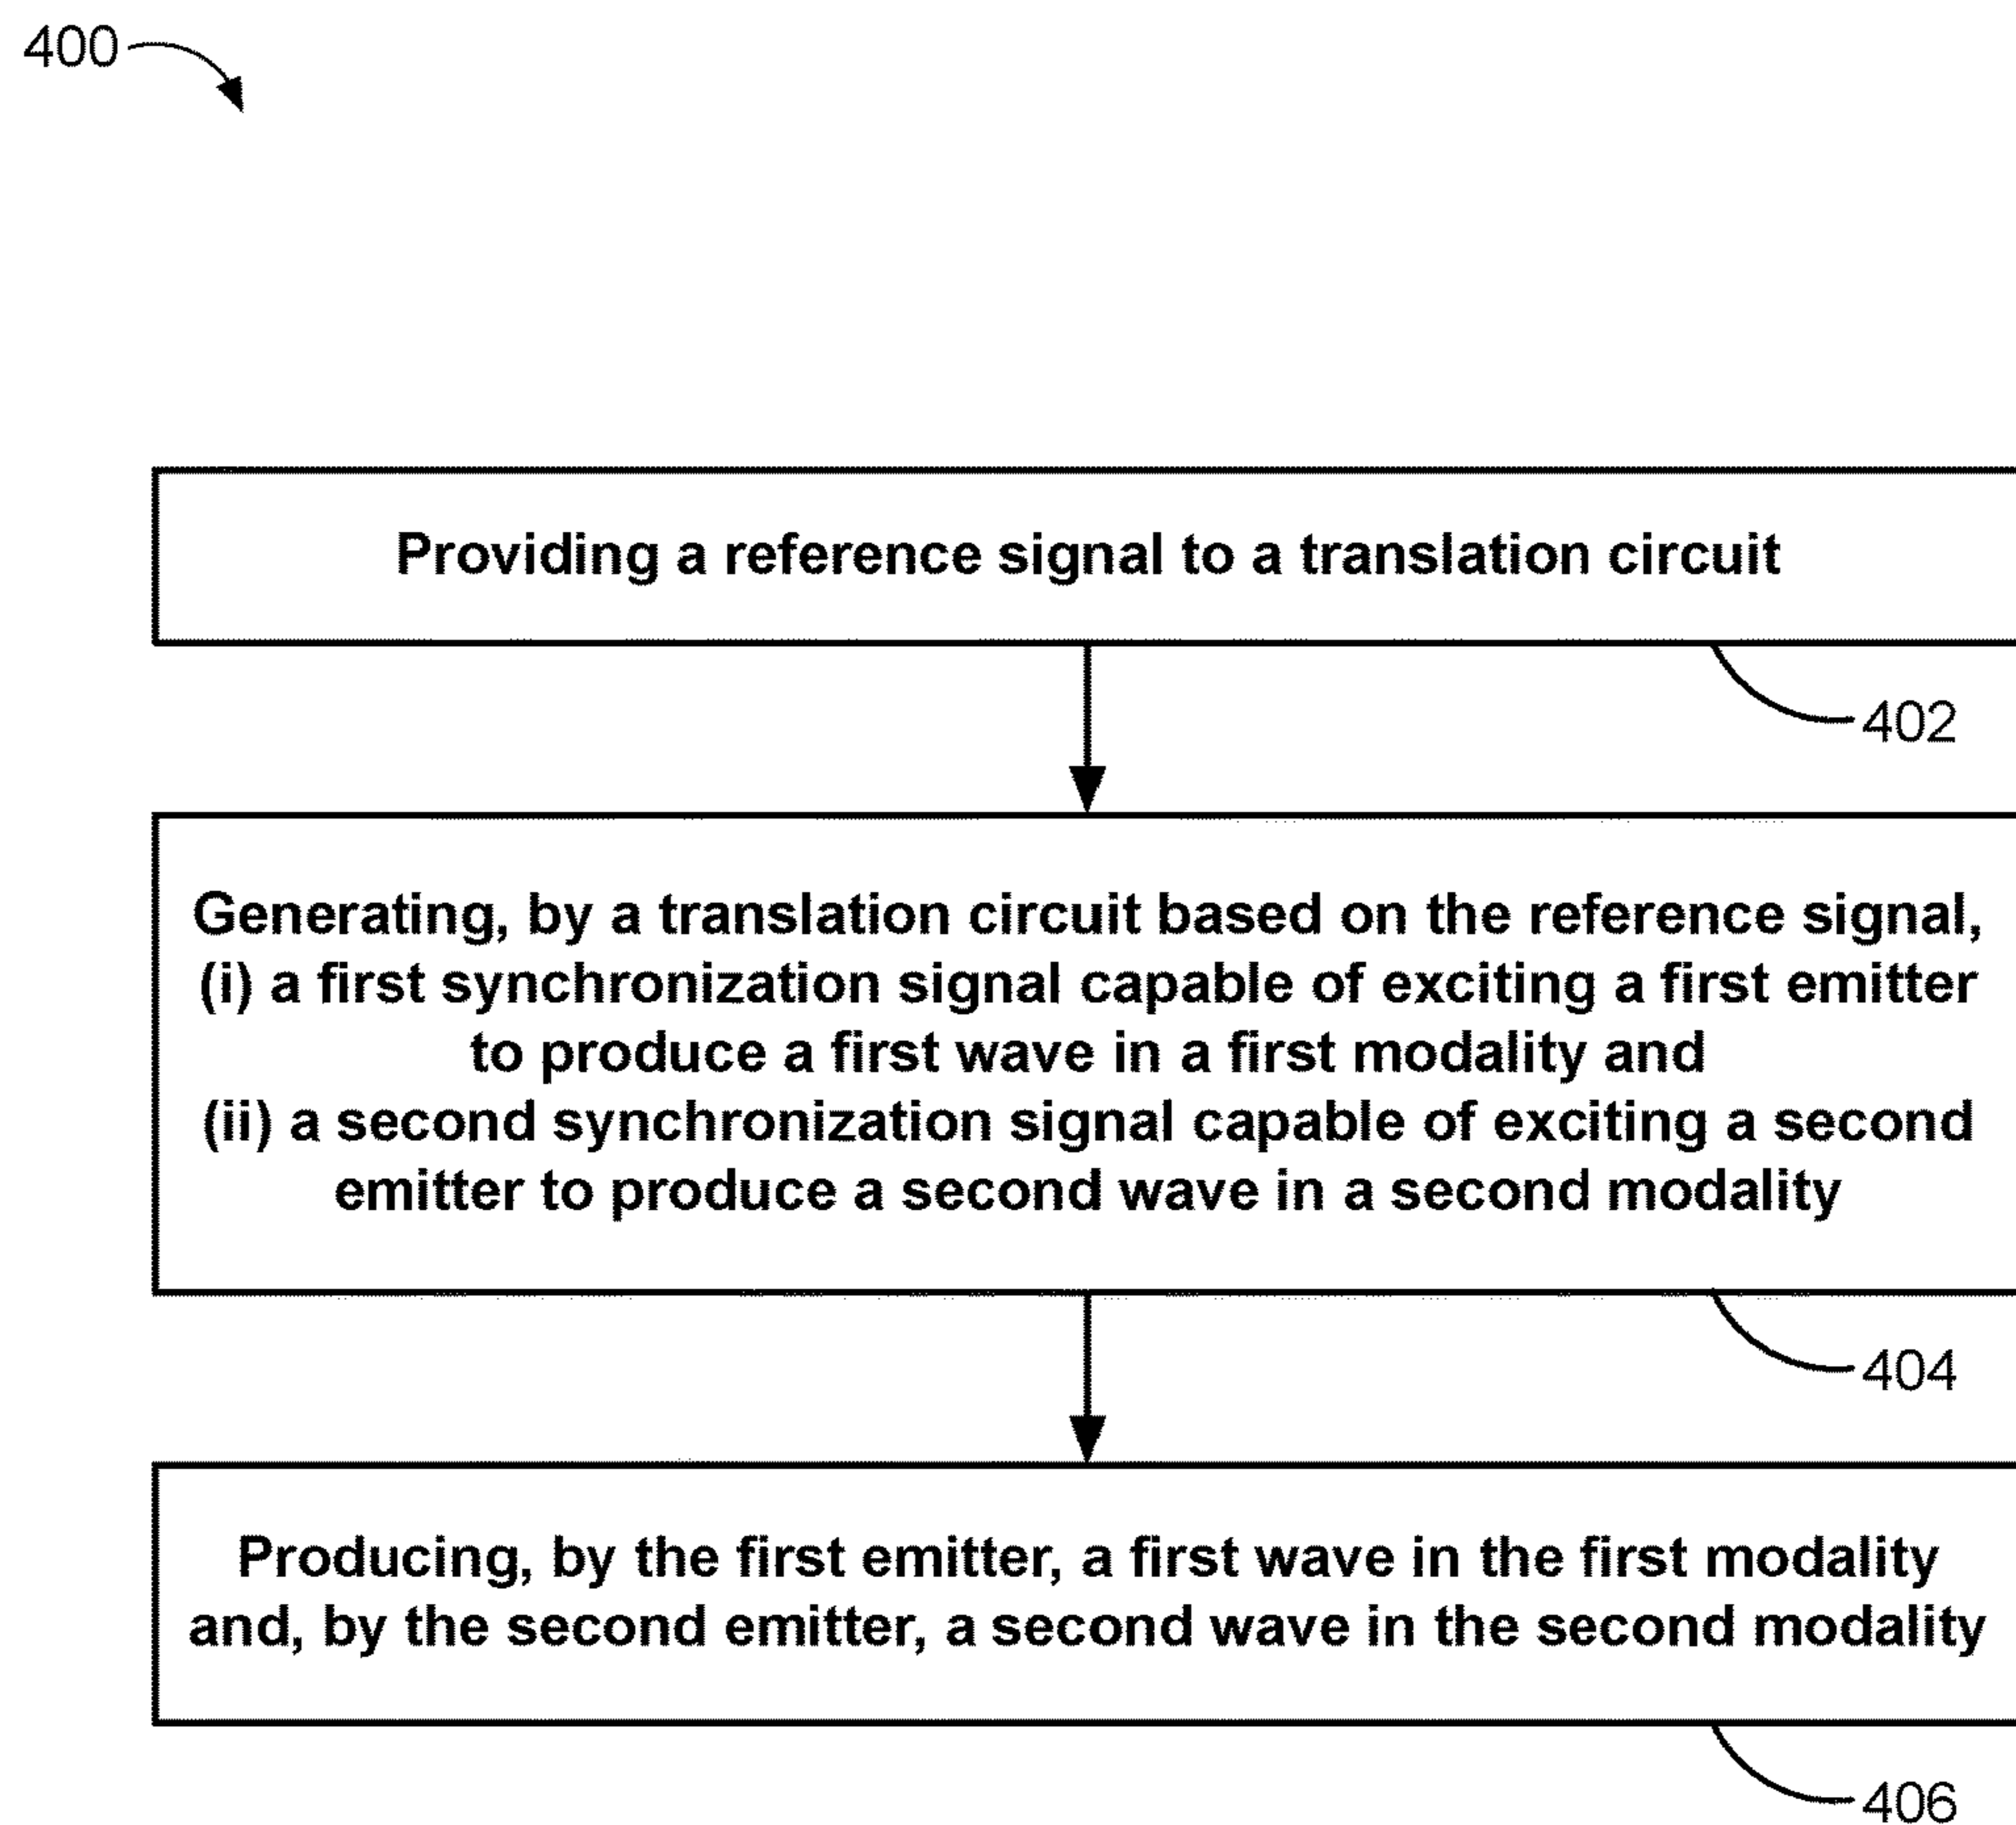 400
Providing a reference signal to a translation circuit
402
Generating, by a translation circuit based on the reference signal,
(i) a first synchronization signal capable of exciting a first emitter
to produce a first wave in a first modality and
(ii) a second synchronization signal capable of exciting a second
emitter to produce a second wave in a second modality
404
Producing, by the first emitter, a first wave in the first modality
and, by the second emitter, a second wave in the second modality
406